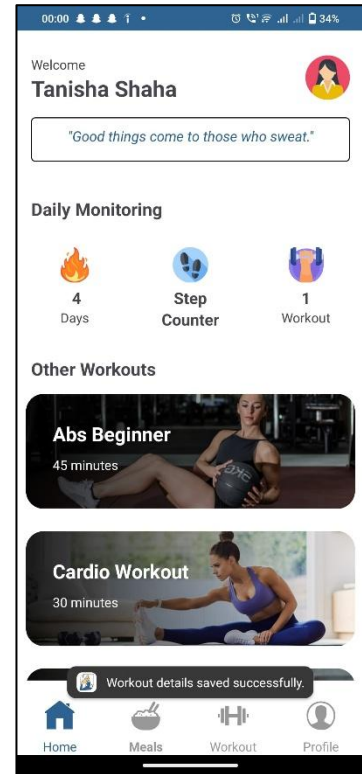 00:00 34%
Welcome
Tanisha Shaha
"Good things come to those who sweat."
Daily Monitoring
4
Days
Step
Counter
1
Workout
Other Workouts
Abs Beginner
45 minutes
Cardio Workout
30 minutes
Workout details saved successfully.
Home Meals Workout Profile